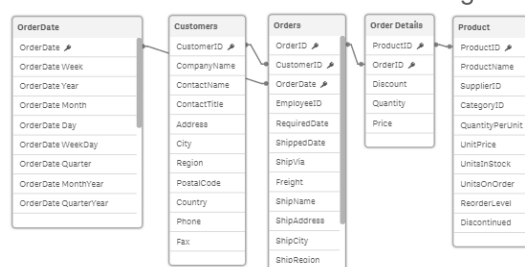 OrderDate
OrderDate
OrderDate Week
OrderDate Year
OrderDate Month
OrderDate Day
OrderDate WeekDay
OrderDate Quarter
OrderDate MonthYear
OrderDate QuarterYear
Customers
CustomerID
CompanyName
ContactName
ContactTitle
Address
City
Region
PostalCode
Country
Phone
Fax
Orders
OrderID
CustomerID
OrderDate
EmployeeID
RequiredDate
ShippedDate
ShipVia
Freight
ShipName
ShipAddress
ShipCity
ShipRegion
Order Details
ProductID
OrderID
Discount
Quantity
Price
Product
ProductID
ProductName
SupplierID
CategoryID
QuantityPerUnit
UnitPrice
UnitsInStock
UnitsOnOrder
ReorderLevel
Discontinued